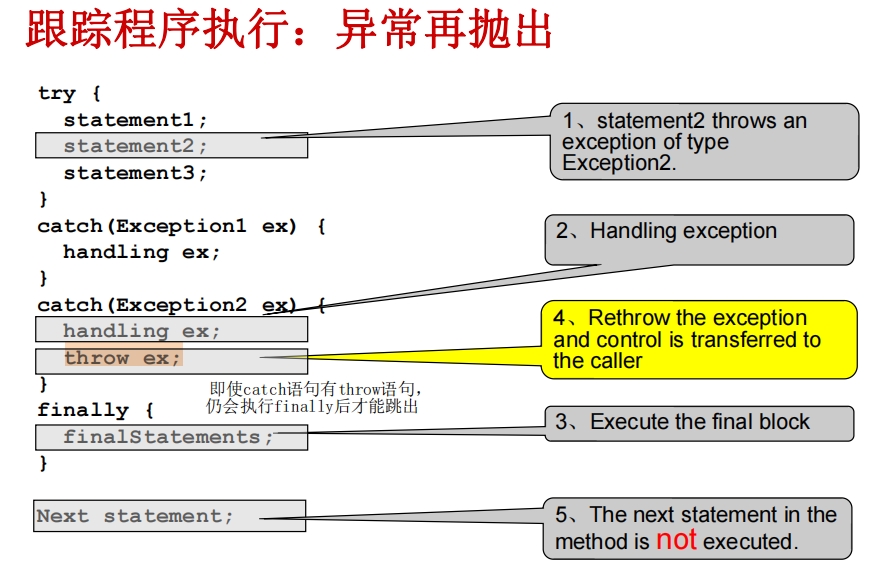 跟踪程序执行：异常再抛出
try {
statement1;
statement2;
statement3;
}
catch(Exception1 ex) {
handling ex;
}
catch(Exception2 ex) {
handling ex;
throw ex;
}
即使catch语句有throw语句，
仍会执行finally后才能跳出
finally {
finalStatements;
}
Next statement;
1、statement2 throws an
exception of type
Exception2.
2、Handling exception
4、Rethrow the exception
and control is transferred to
the caller
3、Execute the final block
5、The next statement in the
method is not executed.